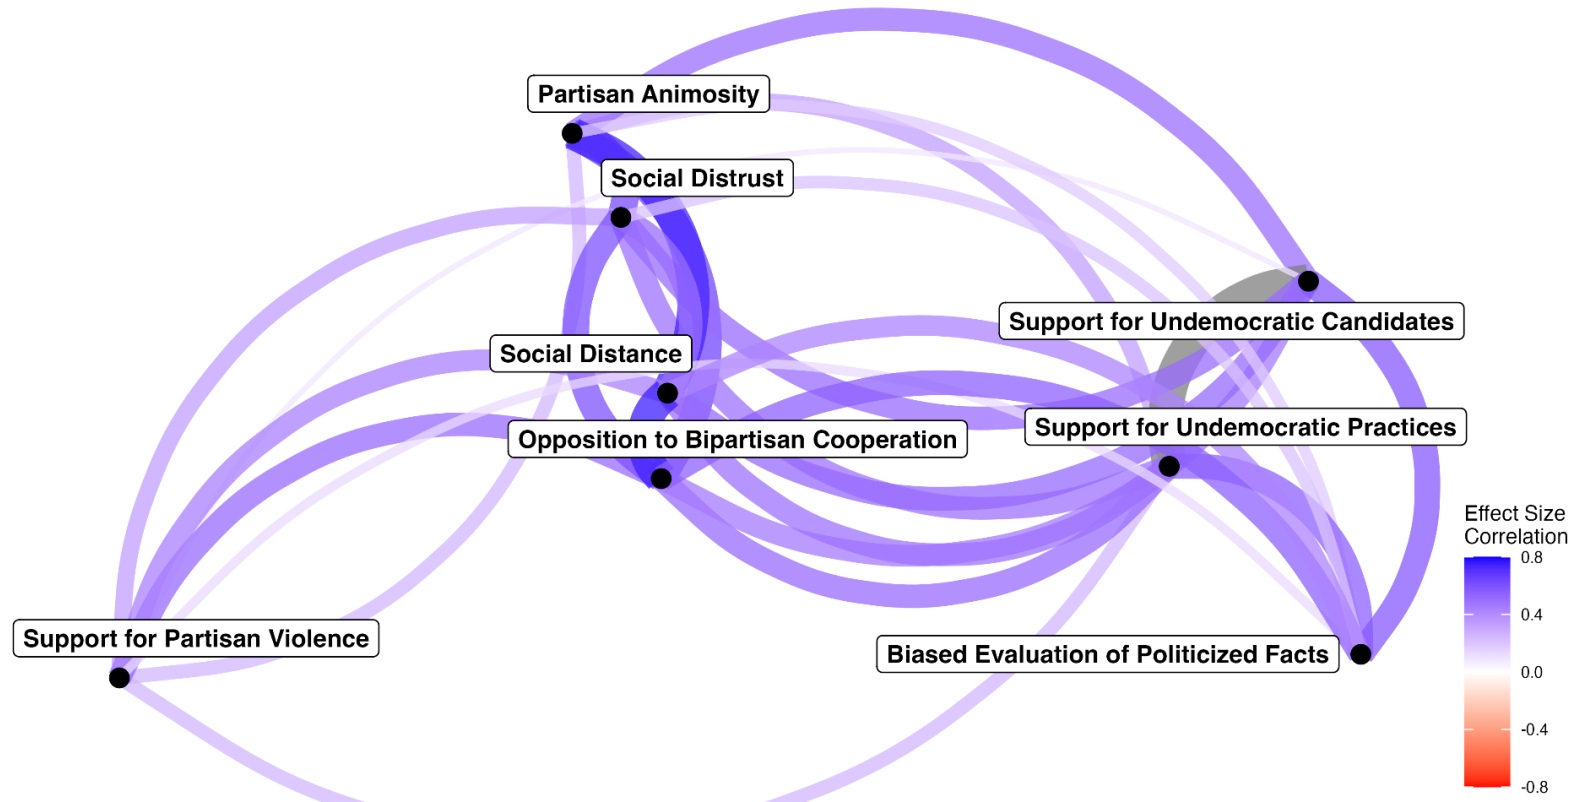 Partisan Animosity
Social Distrust
Support for Undemocratic Candidates
Social Distance
Support for Undemocratic Practices
Opposition to Bipartisan Cooperation
Support for Partisan Violence
Biased Evaluation of Politicized Facts
Effect Size
Correlation
0.8
0.4
0.0
-0.4
-0.8